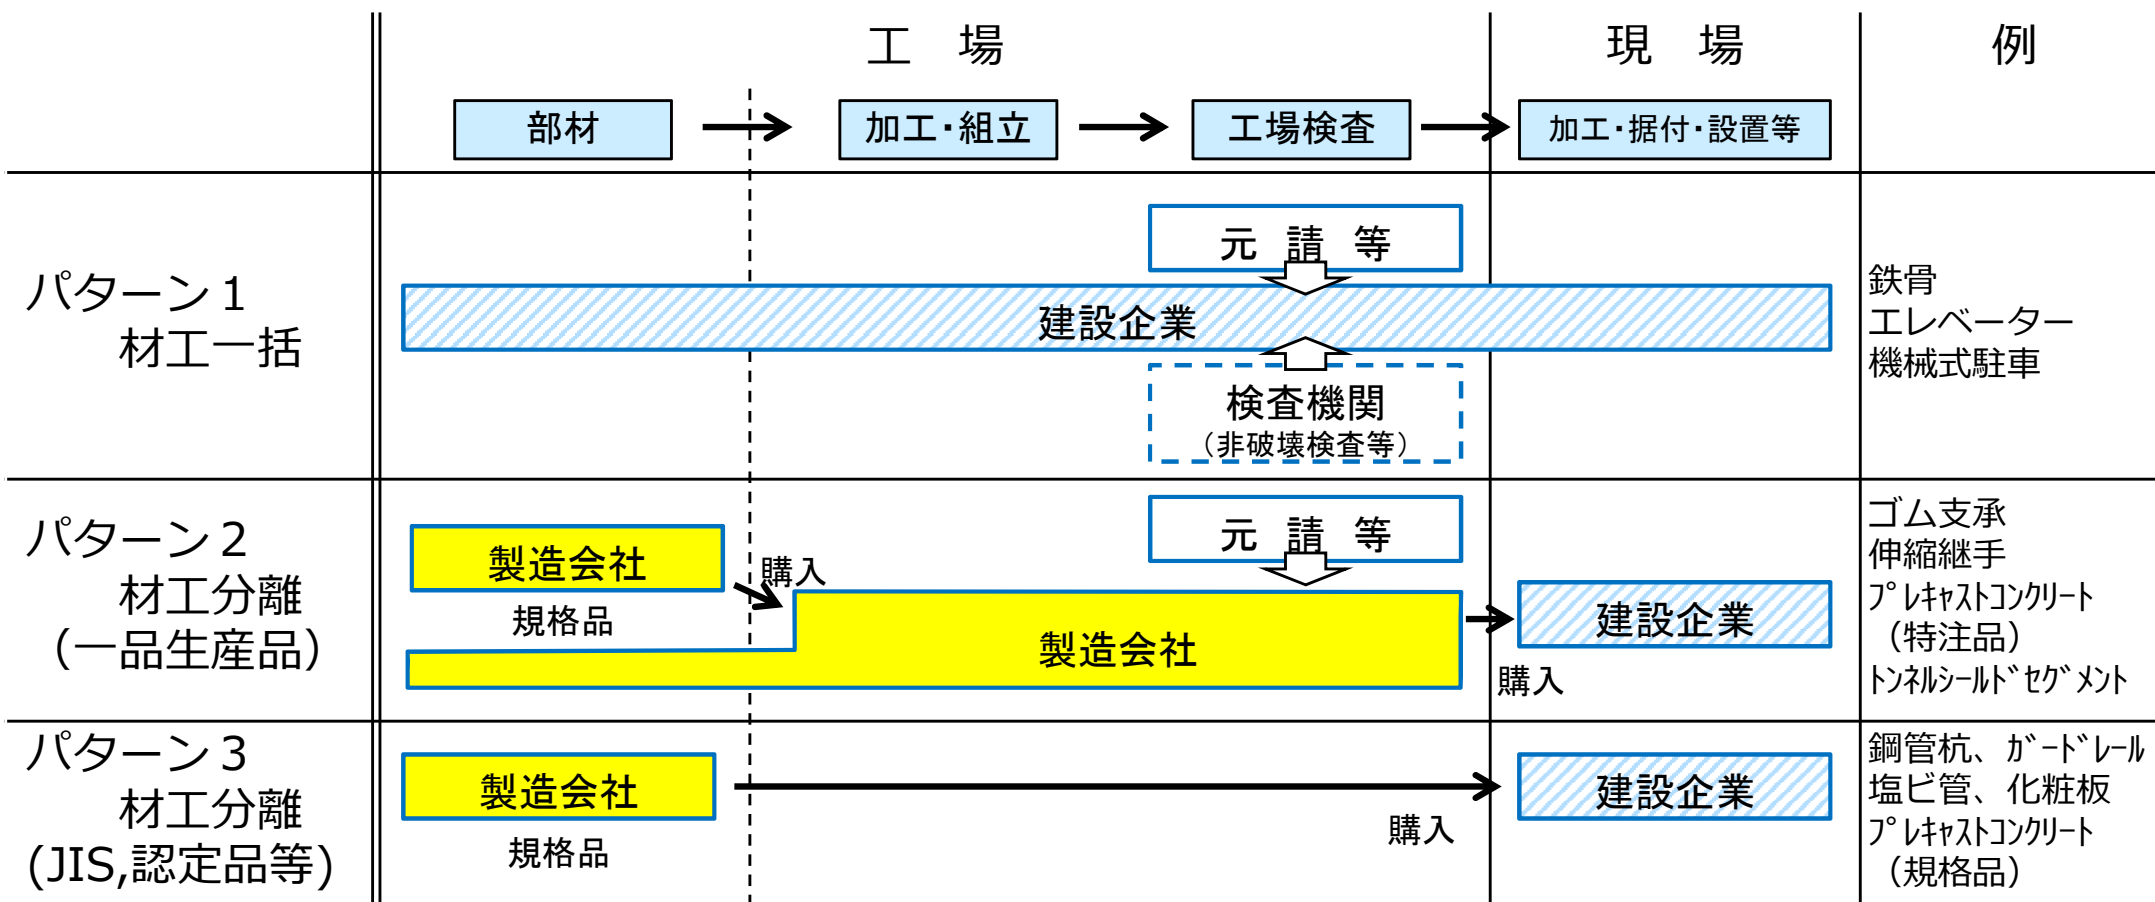 工　場
現　場
例
部材
加工・組立
工場検査
加工・据付・設置等
パターン１
材工一括
元　請　等
建設企業
検査機関
（非破壊検査等）
鉄骨
エレベーター
機械式駐車
パターン２
材工分離
（一品生産品）
製造会社
規格品
購入
元　請　等
製造会社
購入
建設企業
ゴム支承
伸縮継手
ﾌﾟﾚｷｬｽﾄｺﾝｸﾘｰﾄ
（特注品）
ﾄﾝﾈﾙｼｰﾙﾄﾞｾｸﾞﾒﾝﾄ
パターン３
材工分離
(JIS,認定品等)
製造会社
規格品
購入
建設企業
鋼管杭、ｶﾞｰﾄﾞﾚｰﾙ
塩ビ管、化粧板
ﾌﾟﾚｷｬｽﾄｺﾝｸﾘｰﾄ
（規格品）